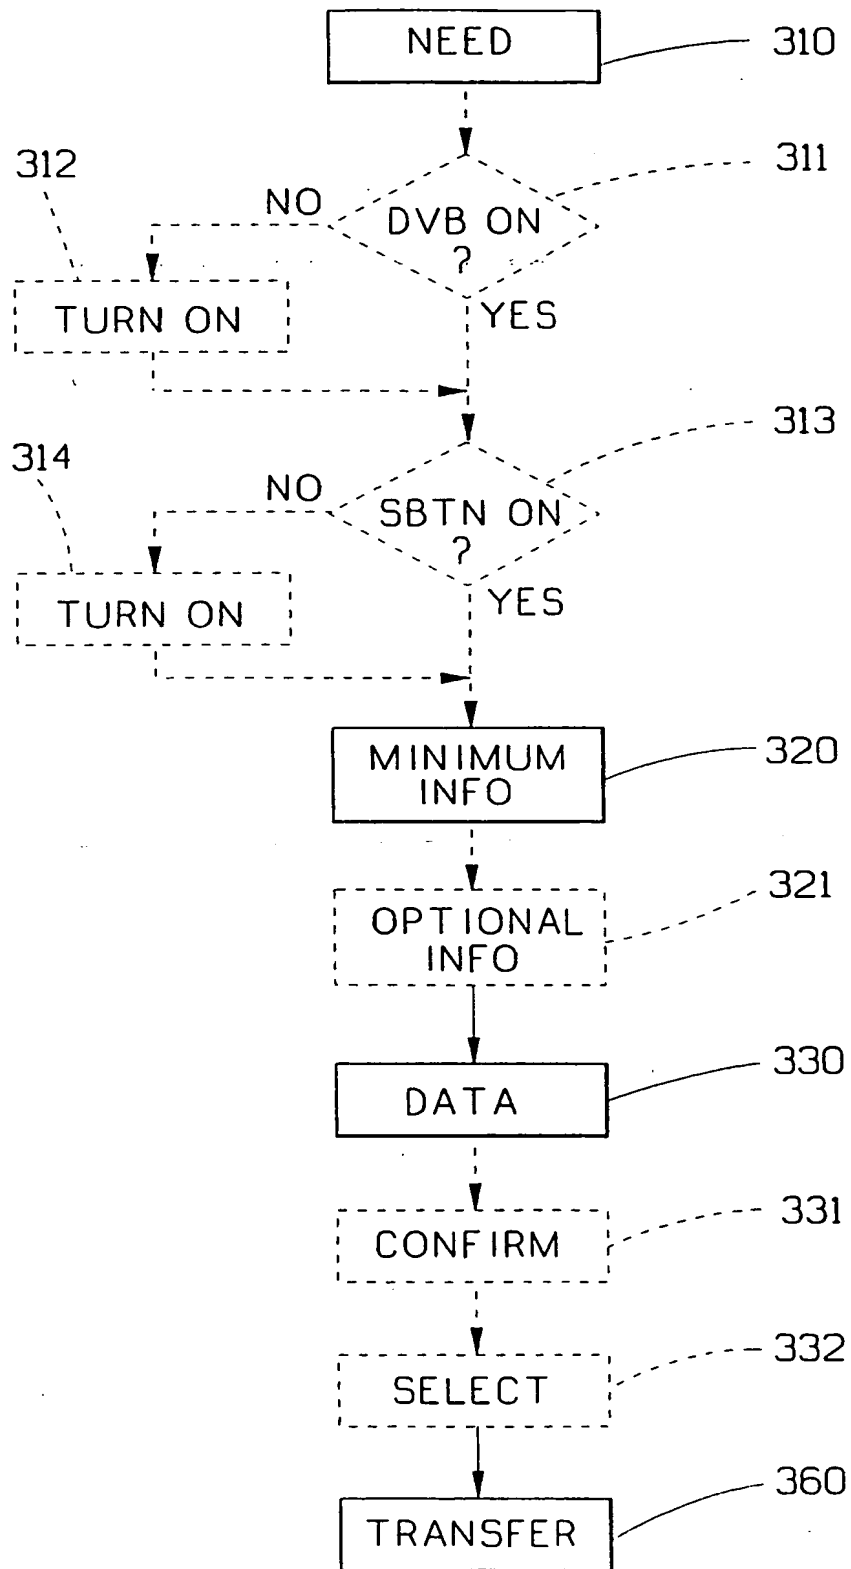 NEED
310
311
312
NO
DVB ON
?
YES
TURN ON
313
314
NO
SBTN ON
?
YES
TURN ON
MINIMUM
INFO
320
321
OPTIONAL
INFO
330
DATA
331
CONFIRM
332
SELECT
360
TRANSFER